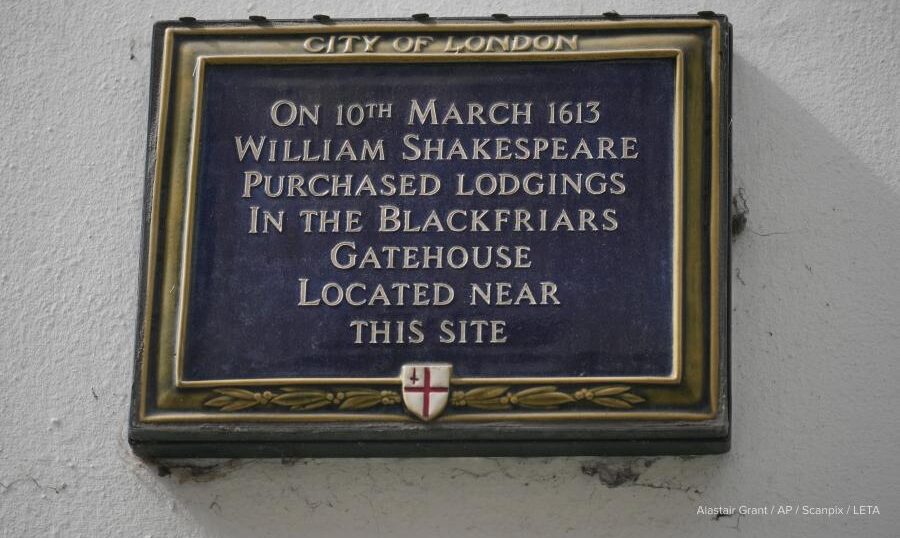 CITY OF LONDON
ON 10TH MARCH 1613
WILLIAM SHAKESPEARE
PURCHASED LODGINGS
IN THE BLACKFRIARS
GATEHOUSE
LOCATED NEAR
THIS SITE
Alastair Grant / AP / Scanpix / LETA